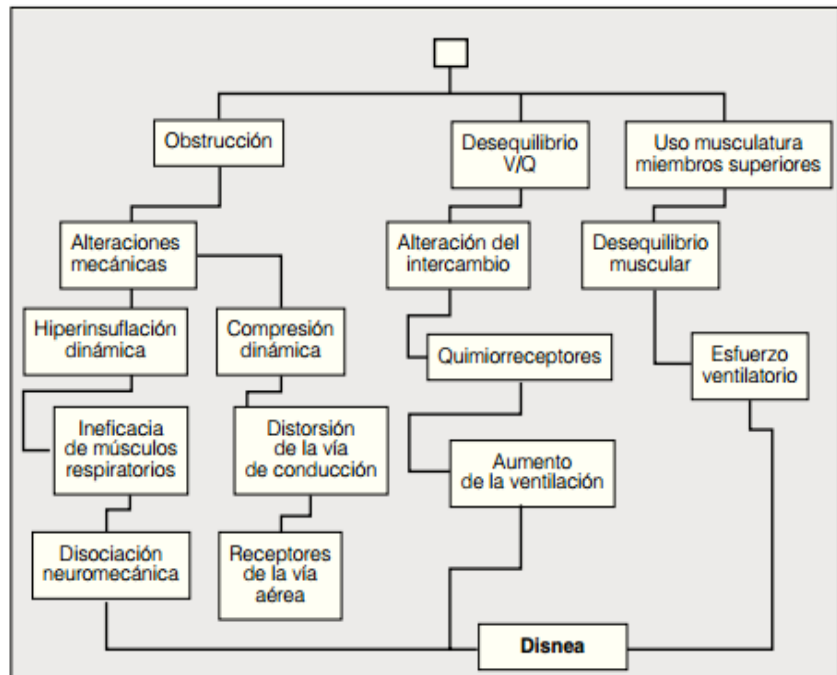 Obstrucción
Desequilibrio
V/Q
Uso musculatura
miembros superiores
Alteraciones
mecánicas
Alteración del
intercambio
Desequilibrio
muscular
Hiperinsuflación
dinámica
Compresión
dinámica
Quimiorreceptores
Esfuerzo
ventilatorio
Ineficacia
de músculos
respiratorios
Distorsión
de la vía
de conducción
Aumento
de la ventilación
Disociación
neuromecánica
Receptores
de la vía
aérea
Disnea